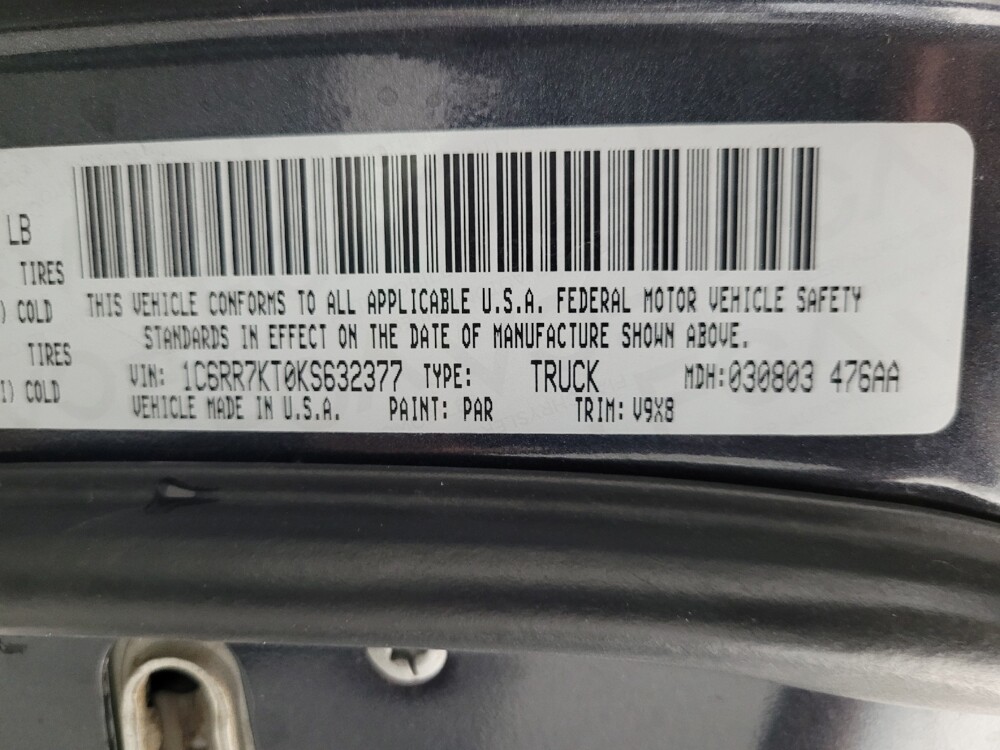 LB
TIRES
) COLD
TIRES
I) COLD
THIS VEHICLE CONFORMS TO ALL APPLICABLE U.S.A. FEDERAL MOTOR VEHICLE SAFETY
STANDARDS IN EFFECT ON THE DATE OF MANUFACTURE SHOWN ABOVE.
VIN: 1C6RR7KT0KS632377 TYPE: TRUCK MDH:030803 476AA
VEHICLE MADE IN U.S.A. PAINT: PAR TRIM: V9X8